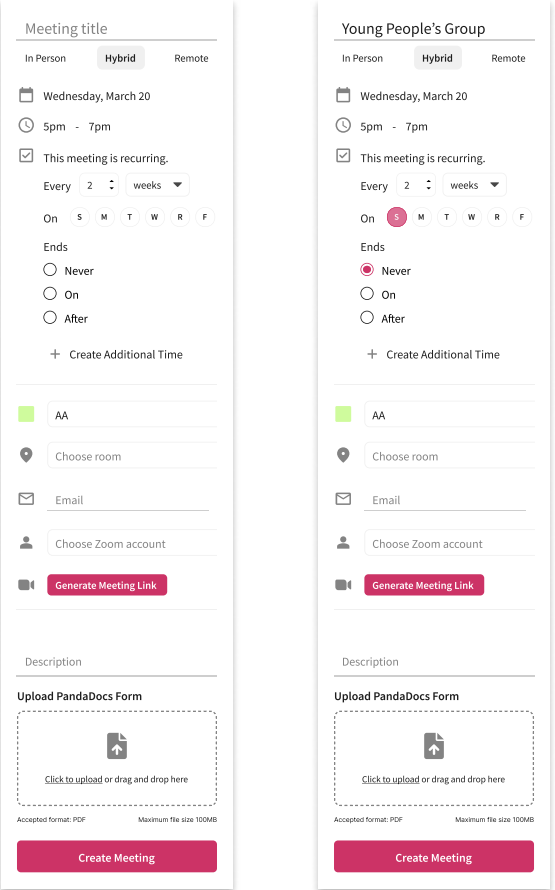 Meeting title
In Person Hybrid Remote
Wednesday, March 20
5pm - 7pm
This meeting is recurring.
Every 2 weeks
On S M T W R F
Ends
Never
On
After
+ Create Additional Time
AA
Choose room
Email
Choose Zoom account
Generate Meeting Link
Description
Upload PandaDocs Form
Click to upload or drag and drop here
Accepted format: PDF Maximum file size 100MB
Create Meeting
Young People's Group
In Person Hybrid Remote
Wednesday, March 20
5pm - 7pm
This meeting is recurring.
Every 2 weeks
On S M T W R F
Ends
Never
On
After
+ Create Additional Time
AA
Choose room
Email
Choose Zoom account
Generate Meeting Link
Description
Upload PandaDocs Form
Click to upload or drag and drop here
Accepted format: PDF Maximum file size 100MB
Create Meeting